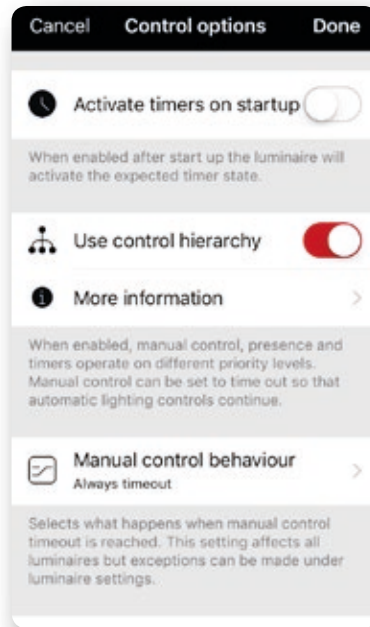 Cancel Control options Done
Activate timers on startup
When enabled after start up the luminaire will
activate the expected timer state.
Use control hierarchy
More information
When enabled, manual control, presence and
timers operate on different priority levels.
Manual control can be set to time out so that
automatic lighting controls continue.
Manual control behaviour
Always timeout
Selects what happens when manual control
timeout is reached. This setting affects all
luminaires but exceptions can be made under
luminaire settings.